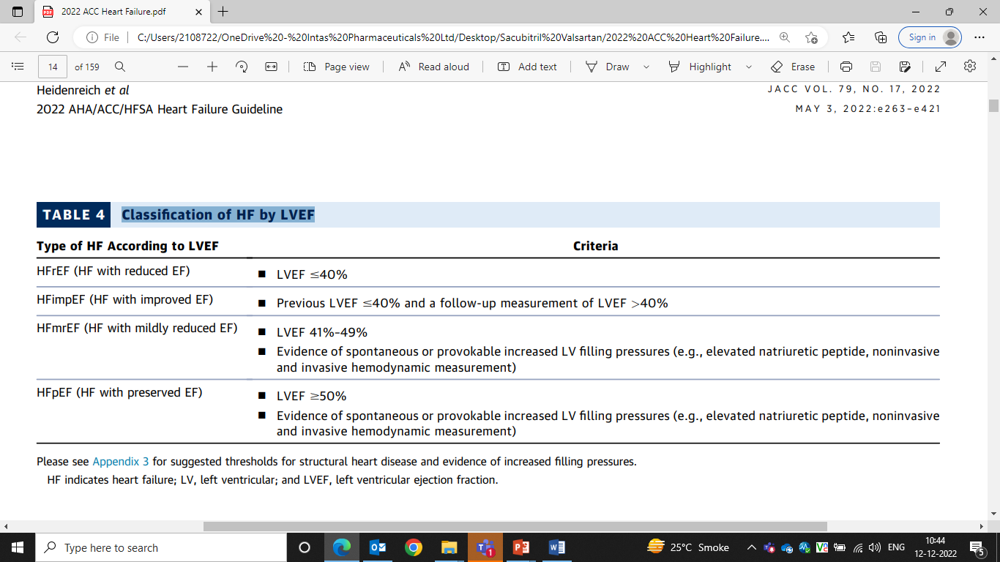 2022 ACC Heart Failure.pdf
File
C:/Users/2108722/OneDrive%20-%20Intas%20Pharmaceuticals%20Ltd/Desktop/Sacubitril%20Valsartan/2022%20ACC%20Heart%20Failure....
Sign in
14 of 159
Page view
Read aloud
Add text
Draw
Highlight
Erase
Heidenreich et al
JACC VOL. 79, NO. 17, 2022
2022 AHA/ACC/HFSA Heart Failure Guideline
MAY 3, 2022:e263–e421
TABLE 4 Classification of HF by LVEF
Type of HF According to LVEF Criteria
HFrEF (HF with reduced EF) ■ LVEF ≤40%
HFimpEF (HF with improved EF) ■ Previous LVEF ≤40% and a follow-up measurement of LVEF >40%
HFmrEF (HF with mildly reduced EF) ■ LVEF 41%–49%
■ Evidence of spontaneous or provokable increased LV filling pressures (e.g., elevated natriuretic peptide, noninvasive
and invasive hemodynamic measurement)
HFpEF (HF with preserved EF) ■ LVEF ≥50%
■ Evidence of spontaneous or provokable increased LV filling pressures (e.g., elevated natriuretic peptide, noninvasive
and invasive hemodynamic measurement)
Please see Appendix 3 for suggested thresholds for structural heart disease and evidence of increased filling pressures.
HF indicates heart failure; LV, left ventricular; and LVEF, left ventricular ejection fraction.
Type here to search
25°C Smoke
ENG
10:44
12-12-2022
5